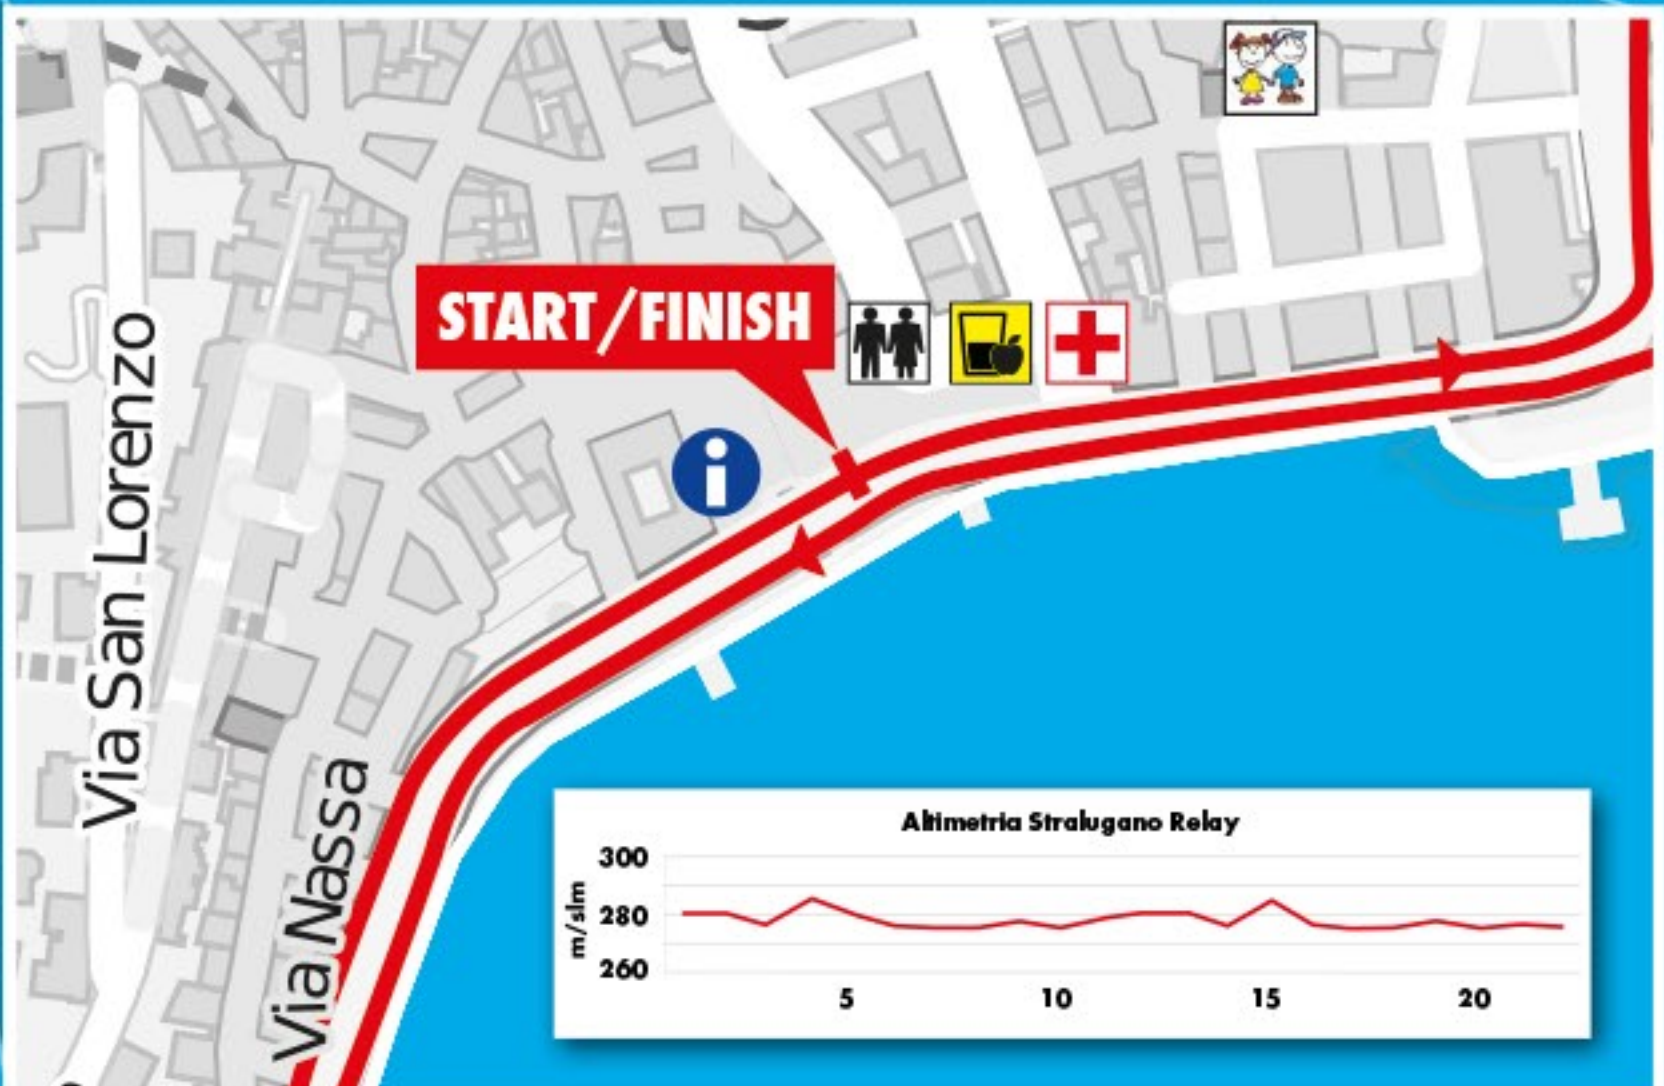 START/FINISH
i
Via San Lorenzo
Via Nassa
Altimetria Stralugano Relay
m/slm
300
280
260
5
10
15
20